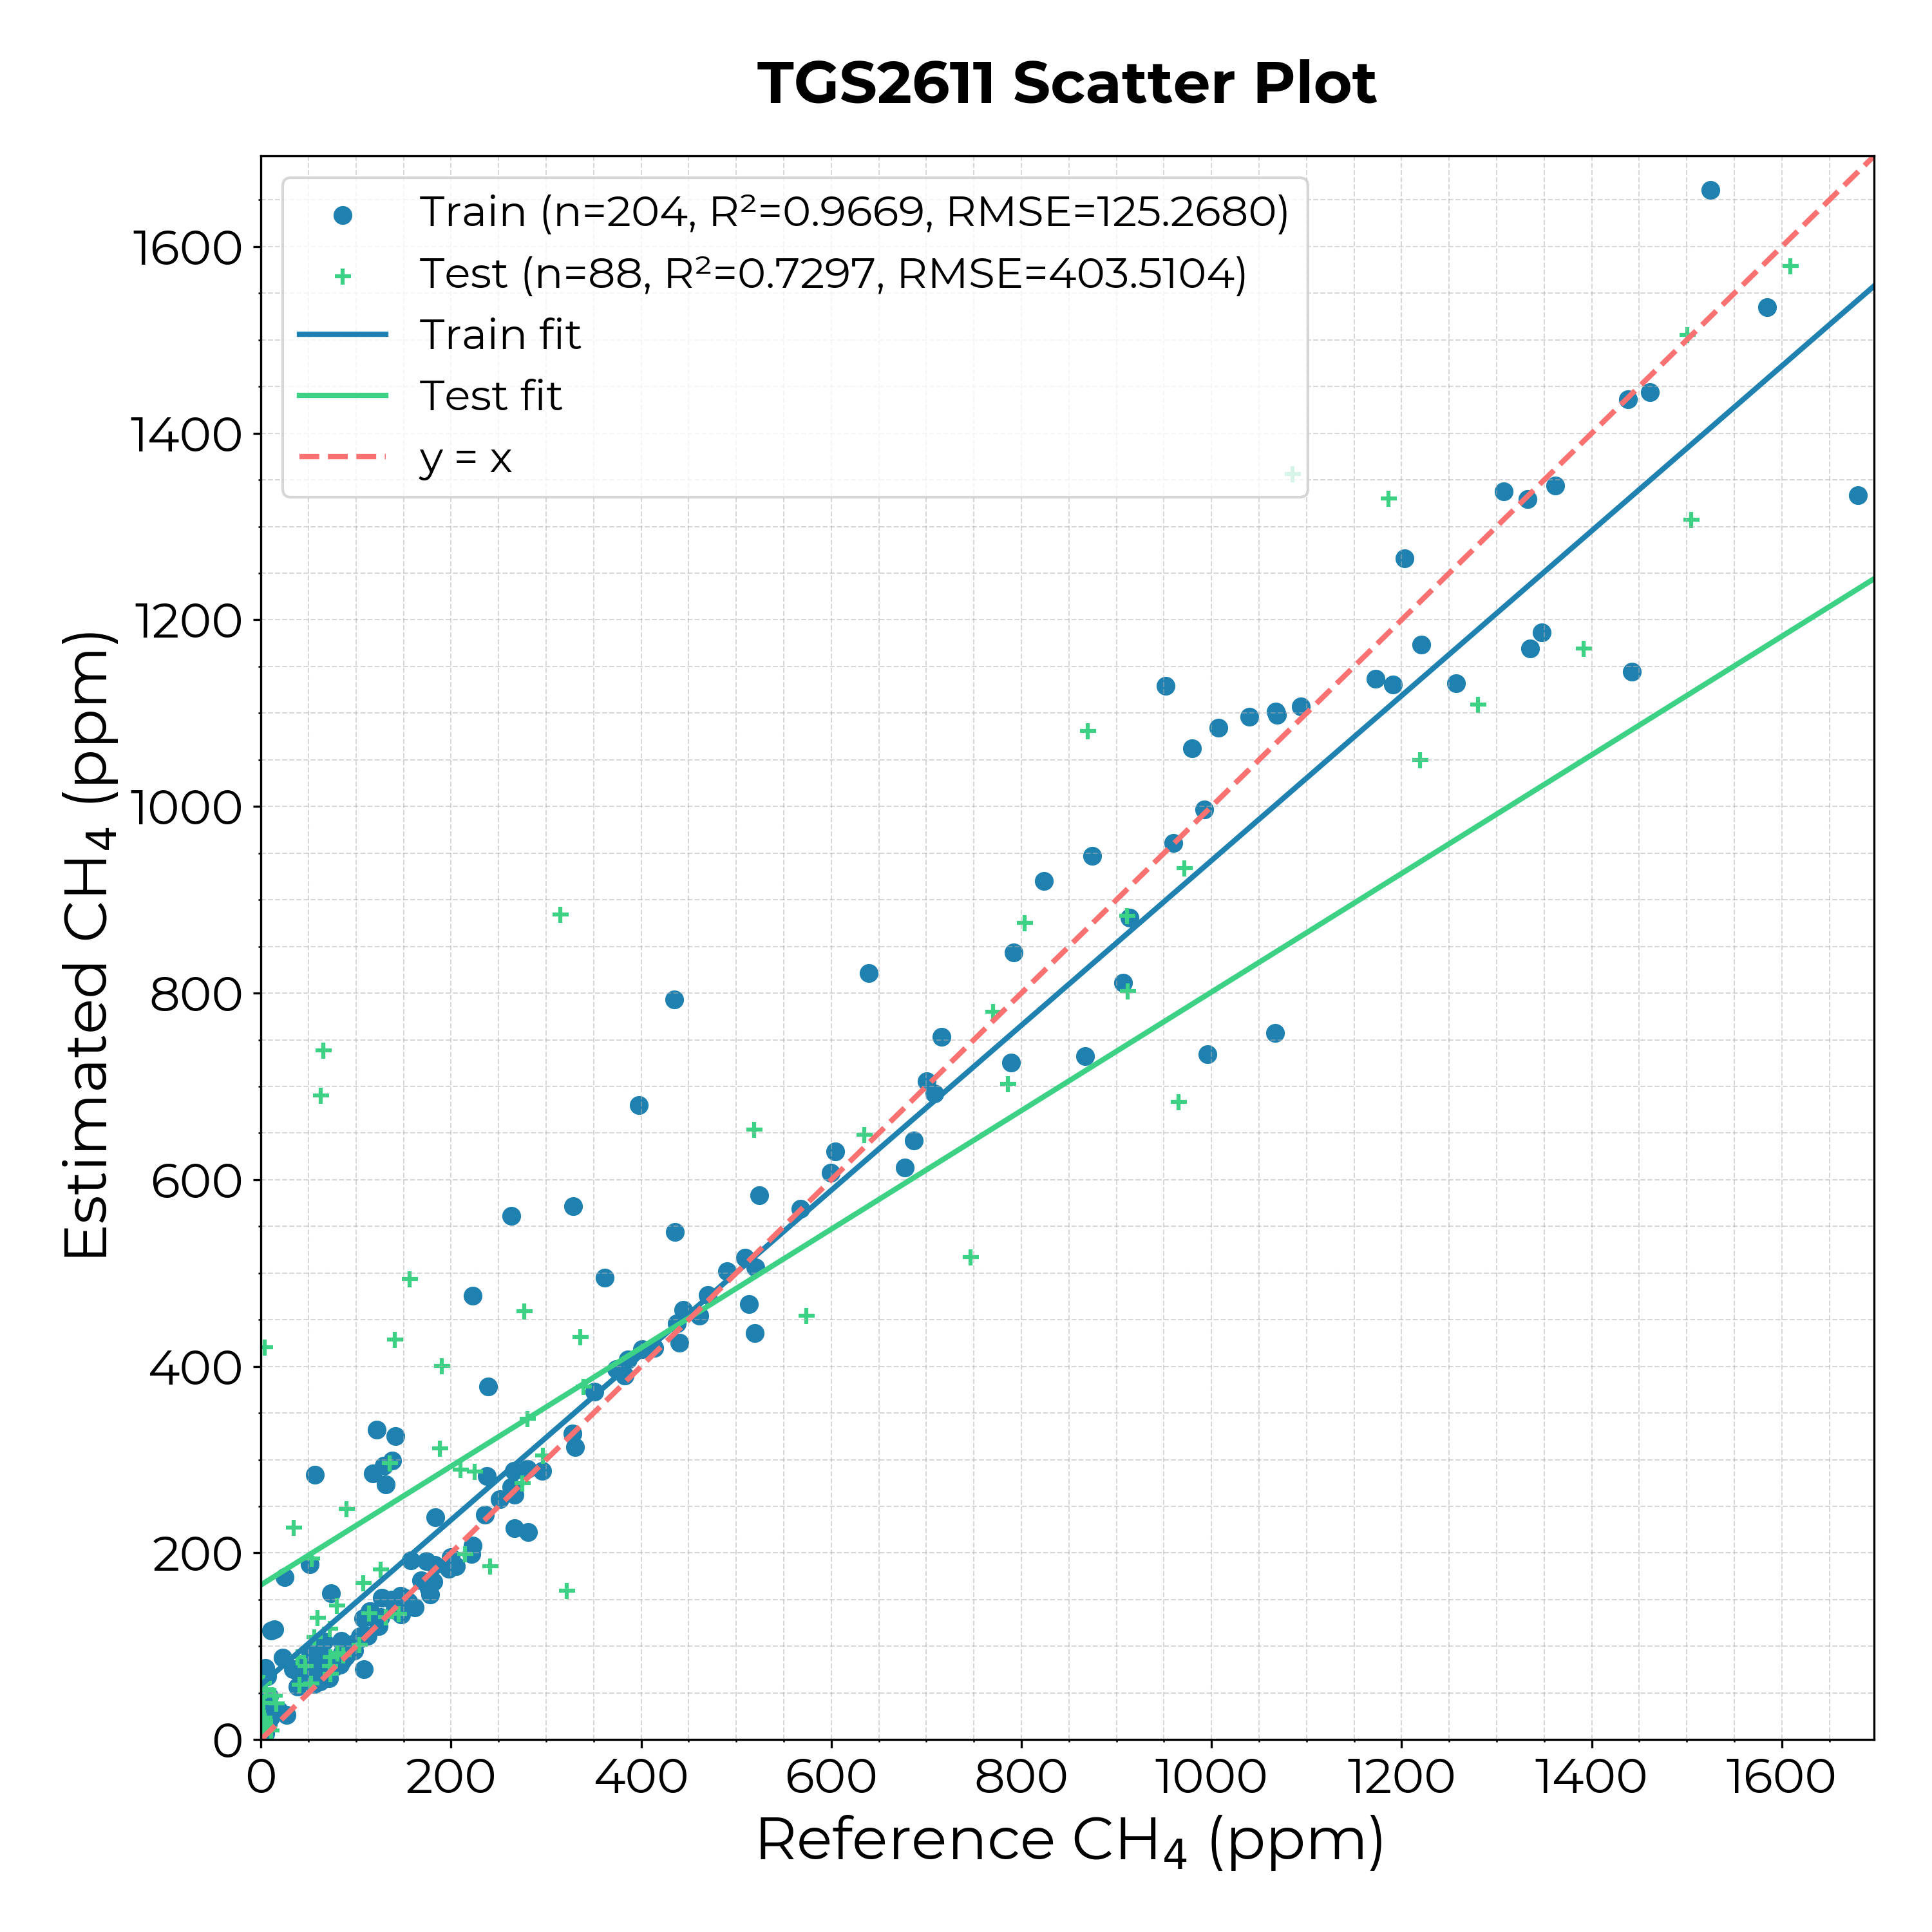 TGS2611 Scatter Plot
Train (n=204, R²=0.9669, RMSE=125.2680)
Test (n=88, R²=0.7297, RMSE=403.5104)
Train fit
Test fit
y = x
Estimated CH₄ (ppm)
1600
1400
1200
1000
800
600
400
200
0
0 200 400 600 800 1000 1200 1400 1600
Reference CH₄ (ppm)